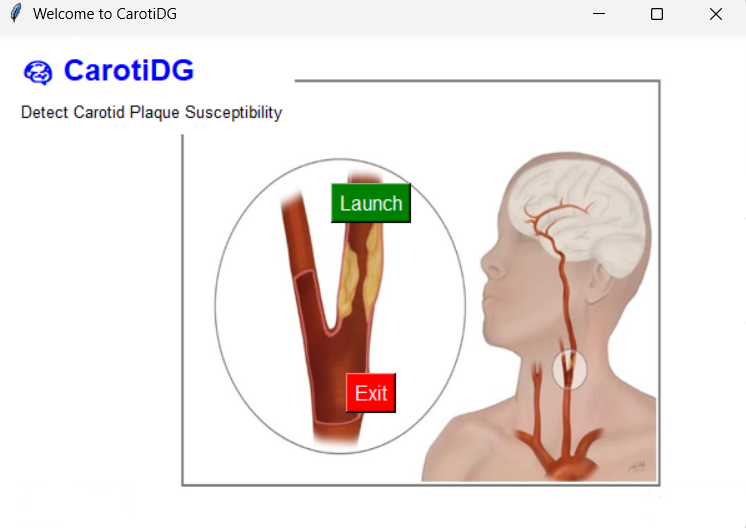 Welcome to CarotiDG
CarotiDG
Detect Carotid Plaque Susceptibility
Launch
Exit